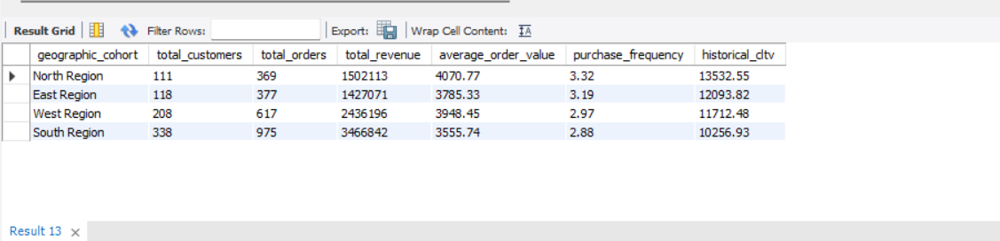 Result Grid Filter Rows: Export: Wrap Cell Content: IA
geographic_cohort total_customers total_orders total_revenue average_order_value purchase_frequency historical_cltv
North Region 111 369 1502113 4070.77 3.32 13532.55
East Region 118 377 1427071 3785.33 3.19 12093.82
West Region 208 617 2436196 3948.45 2.97 11712.48
South Region 338 975 3466842 3555.74 2.88 10256.93
Result 13 ×